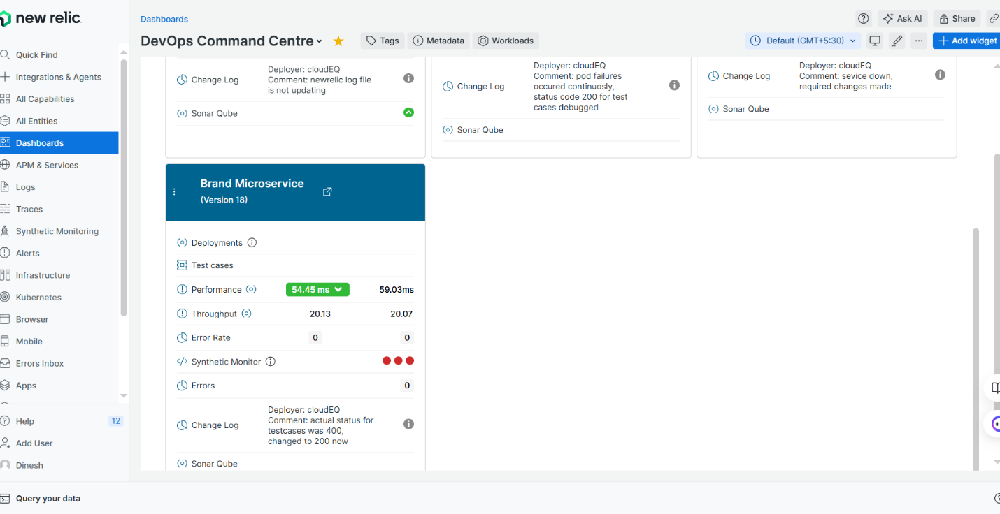 new relic.
Quick Find
Integrations & Agents
All Capabilities
All Entities
Dashboards
APM & Services
Logs
Traces
Synthetic Monitoring
Alerts
Infrastructure
Kubernetes
Browser
Mobile
Errors Inbox
Apps
Help 12
Add User
Dinesh
Query your data
Dashboards
Ask AI
Share
DevOps Command Centre
Tags
Metadata
Workloads
Default (GMT+5:30)
Add widget
Change Log
Deployer: cloudEQ
Comment: newrelic log file
is not updating
Sonar Qube
Change Log
Deployer: cloudEQ
Comment: pod failures
occured continuosly,
status code 200 for test
cases debugged
Sonar Qube
Change Log
Deployer: cloudEQ
Comment: sevice down,
required changes made
Sonar Qube
Brand Microservice
(Version 18)
Deployments
Test cases
Performance 54.45 ms 59.03ms
Throughput 20.13 20.07
Error Rate 0 0
Synthetic Monitor
Errors 0
Change Log
Deployer: cloudEQ
Comment: actual status for
testcases was 400,
changed to 200 now
Sonar Qube